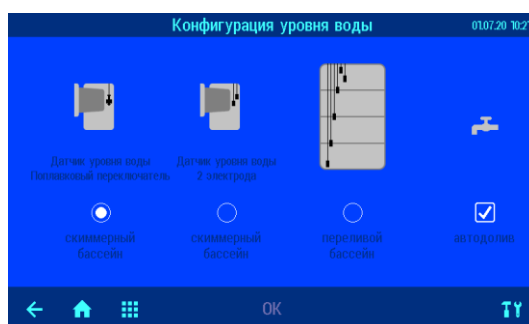 Конфигурация уровня воды
01.07.20 10:21
Датчик уровня воды
Поплавковый переключатель
Датчик уровня воды
2 электрода
скиммерный
бассейн
скиммерный
бассейн
переливой
бассейн
автодолив
OK